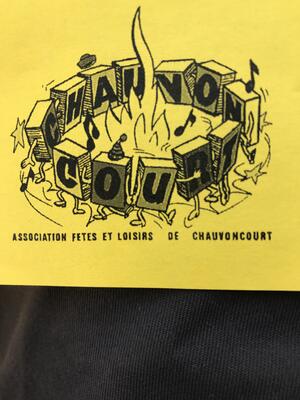 CHAUVON
COURT
ASSOCIATION FETES ET LOISIRS DE CHAUVONCOURT